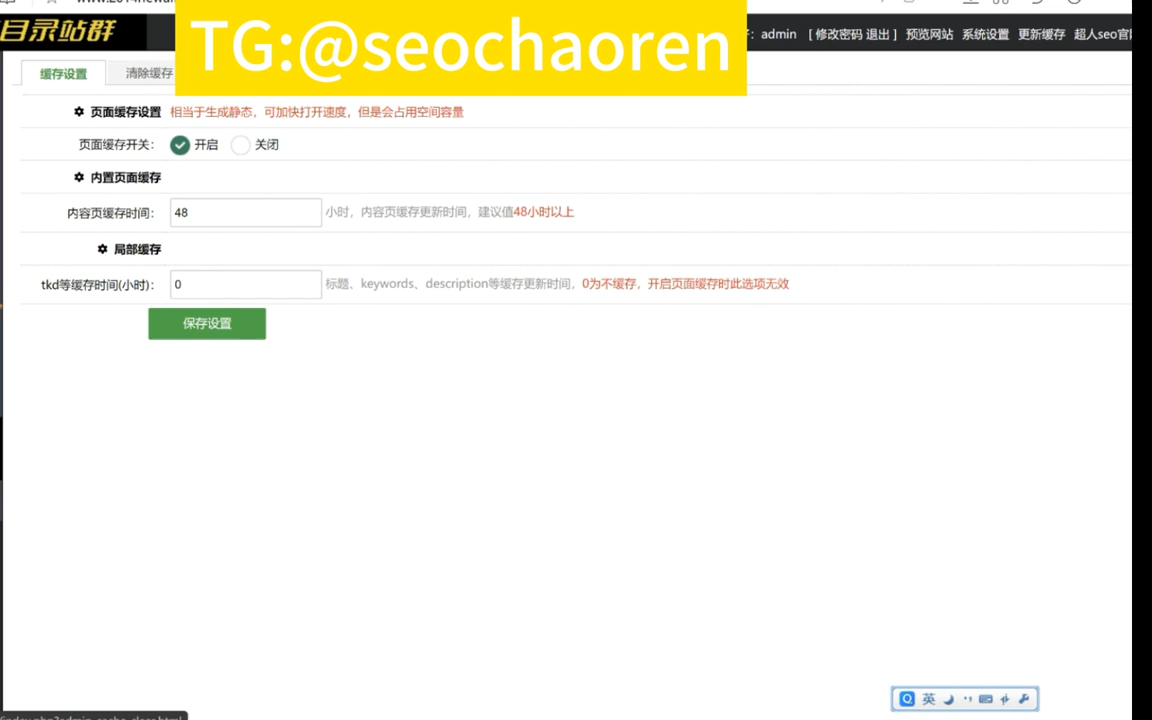 目录站群
TG:@seochaoren
admin [ 修改密码 退出 ] 预览网站 系统设置 更新缓存 超人seo官
缓存设置 清除缓存
页面缓存设置 相当于生成静态，可加快打开速度，但是会占用空间容量
页面缓存开关： 开启 关闭
内置页面缓存
内容页缓存时间： 48 小时，内容页缓存更新时间，建议值48小时以上
局部缓存
tkd等缓存时间(小时)： 0 标题、keywords、description等缓存更新时间，0为不缓存，开启页面缓存时此选项无效
保存设置
英